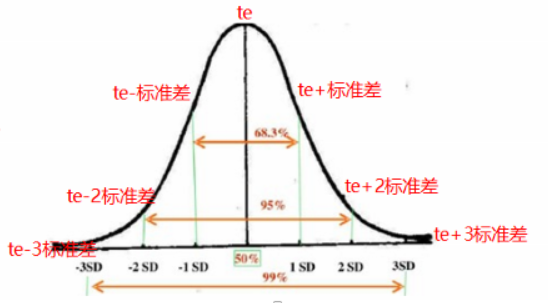 te
te-标准差
te+标准差
68.3%
te-2标准差
te+2标准差
95%
te-3标准差
te+3标准差
-3SD
-2 SD
-1 SD
50%
1 SD
2 SD
3SD
99%